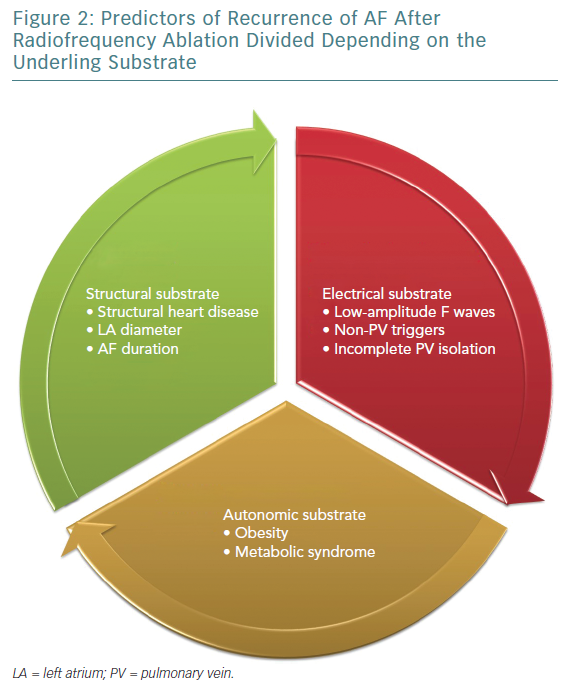 Figure 2: Predictors of Recurrence of AF After
Radiofrequency Ablation Divided Depending on the
Underling Substrate
Structural substrate
• Structural heart disease
• LA diameter
• AF duration
Electrical substrate
• Low-amplitude F waves
• Non-PV triggers
• Incomplete PV isolation
Autonomic substrate
• Obesity
• Metabolic syndrome
LA = left atrium; PV = pulmonary vein.